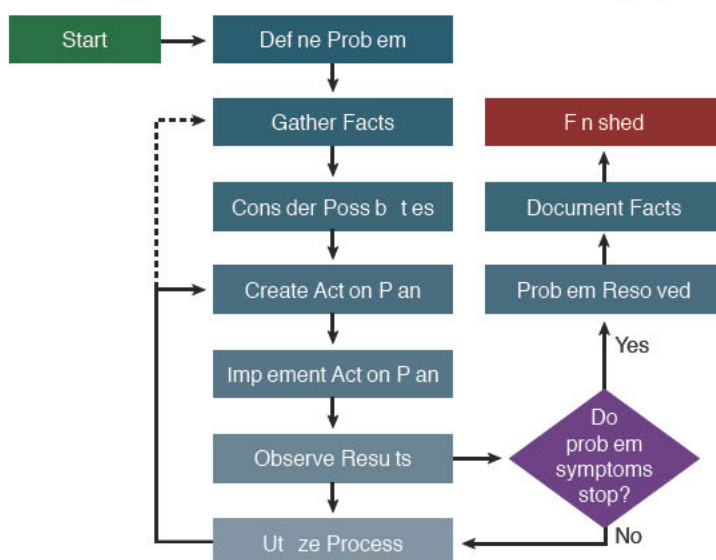 Start
Def ne Prob em
Gather Facts
F n shed
Cons der Poss b t es
Document Facts
Create Act on P an
Prob em Reso ved
Yes
Imp ement Act on P an
Do
prob em
symptoms
stop?
Observe Resu ts
No
Ut ze Process